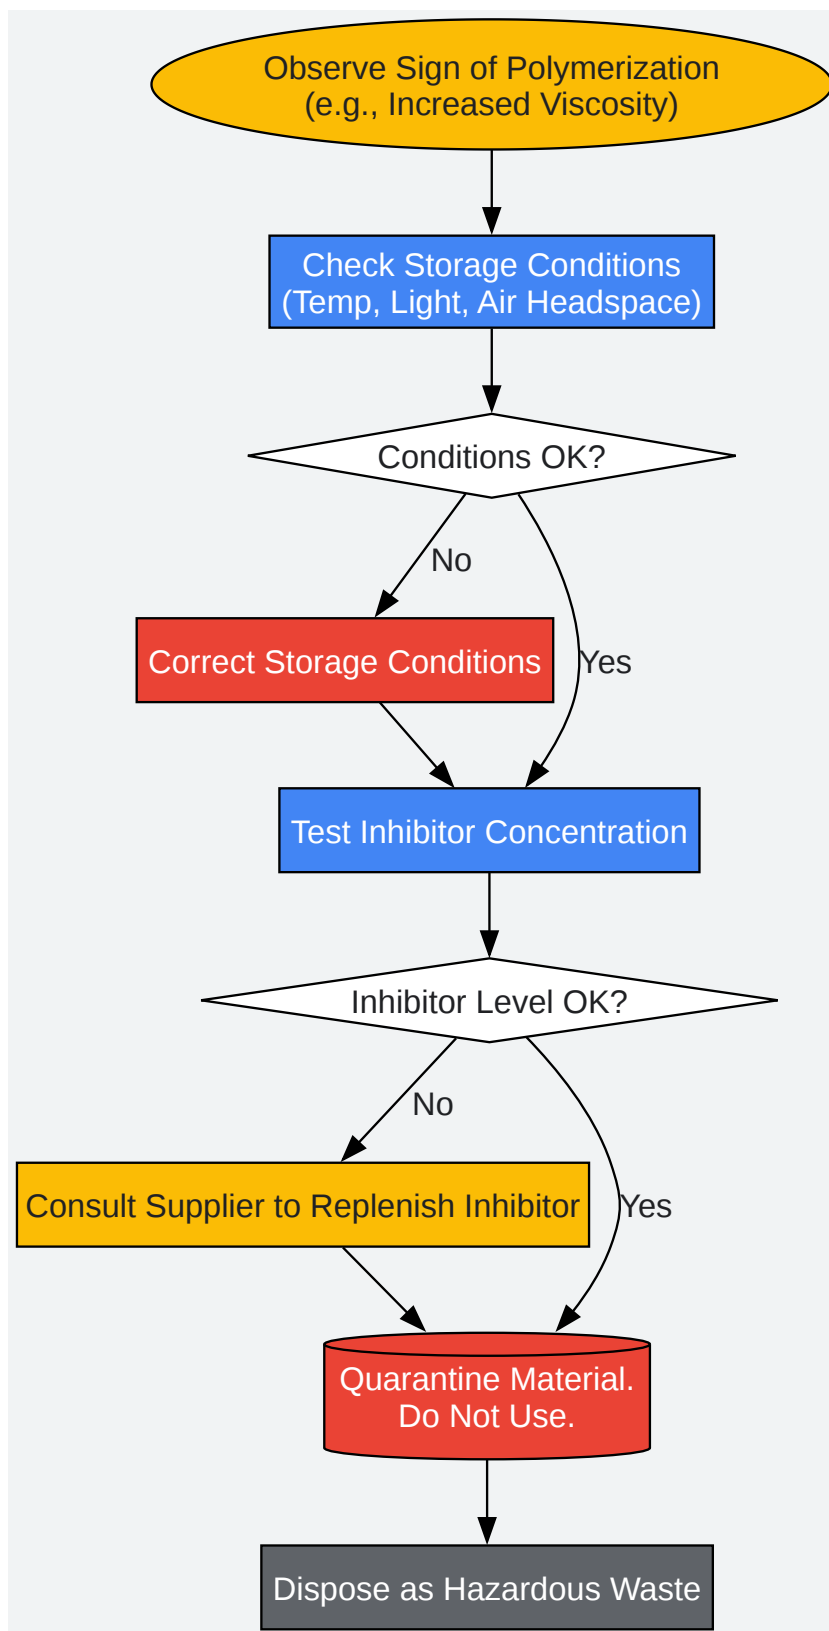 Observe Sign of Polymerization
(e.g., Increased Viscosity)
Check Storage Conditions
(Temp, Light, Air Headspace)
Conditions OK?
No
Correct Storage Conditions
Yes
Test Inhibitor Concentration
Inhibitor Level OK?
No
Consult Supplier to Replenish Inhibitor
Yes
Quarantine Material.
Do Not Use.
Dispose as Hazardous Waste